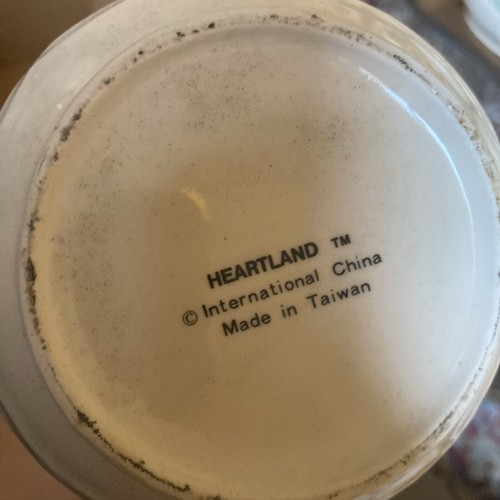 HEARTLAND ™
© International China
Made in Taiwan